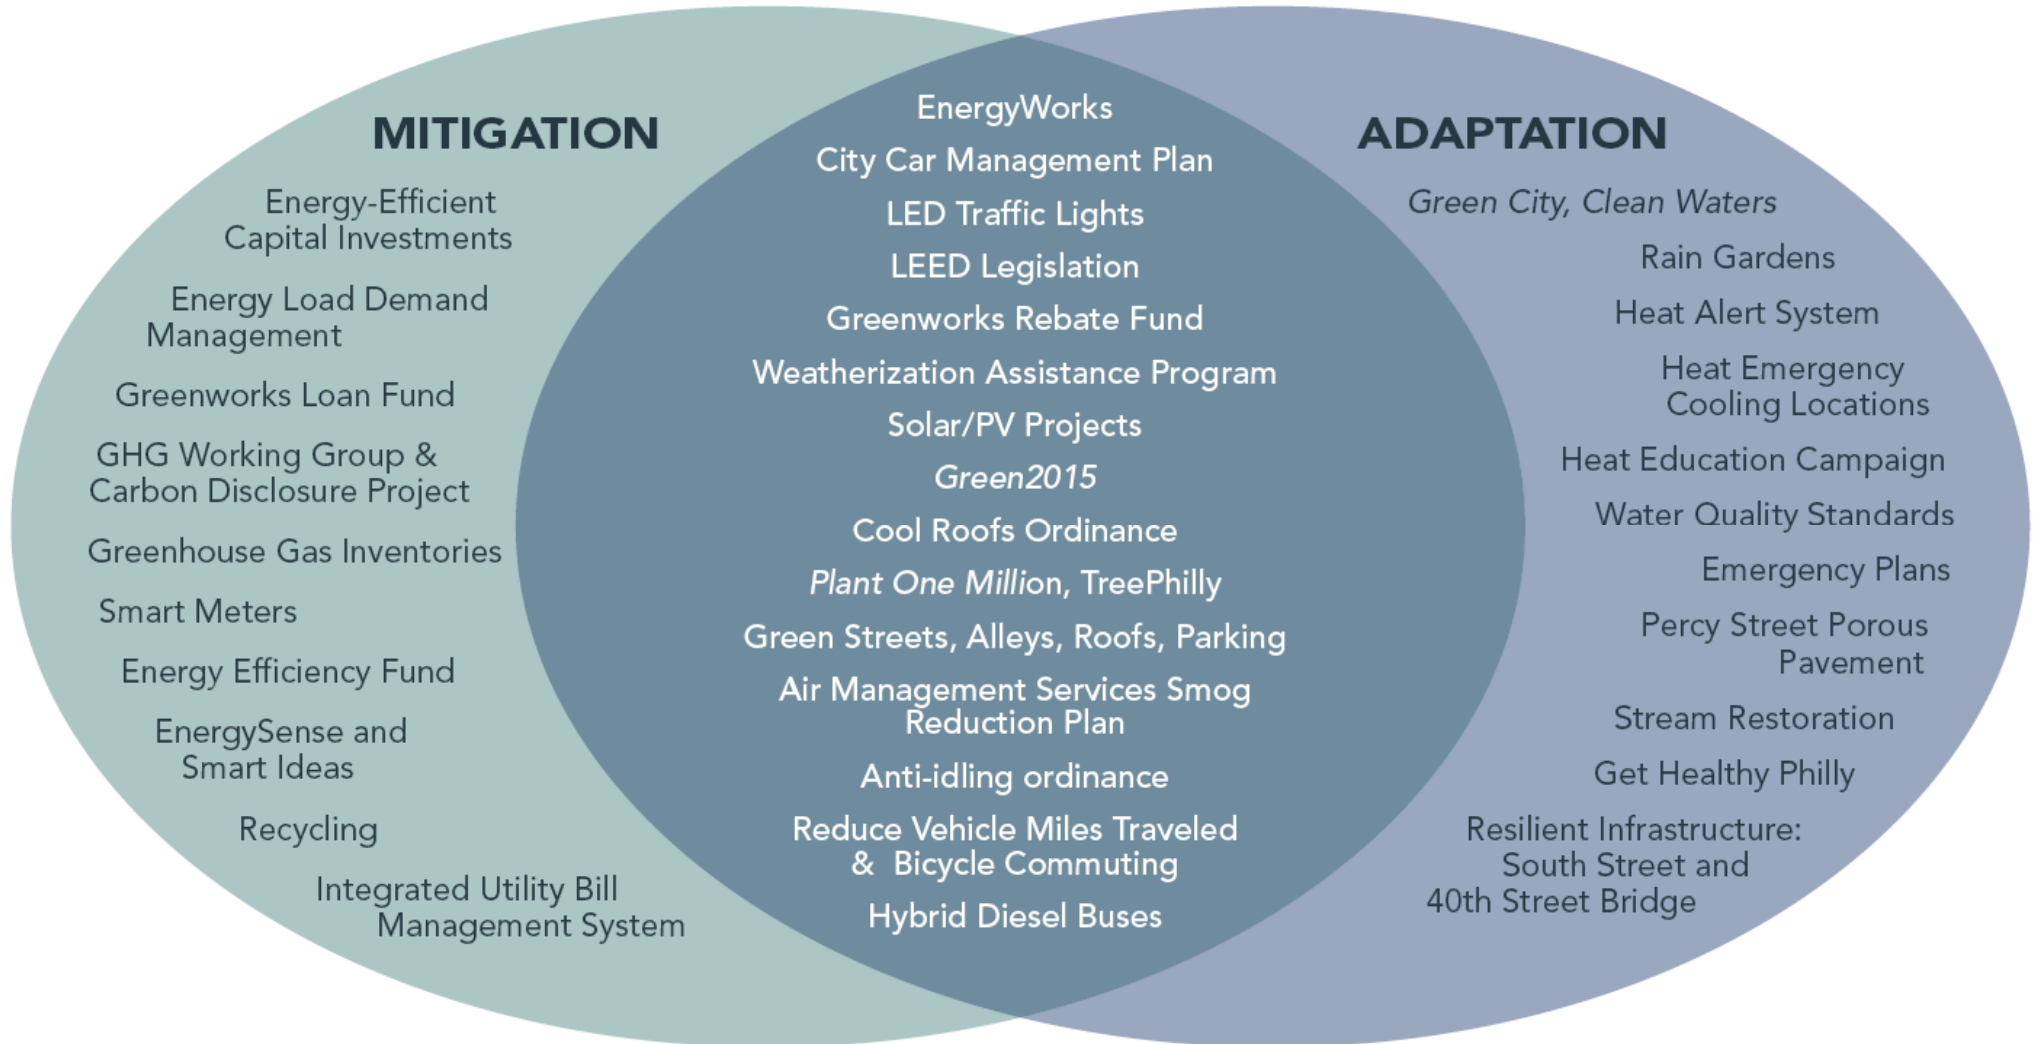 MITIGATION
Energy-Efficient
Capital Investments
Energy Load Demand
Management
Greenworks Loan Fund
GHG Working Group &
Carbon Disclosure Project
Greenhouse Gas Inventories
Smart Meters
Energy Efficiency Fund
EnergySense and
Smart Ideas
Recycling
Integrated Utility Bill
Management System
EnergyWorks
City Car Management Plan
LED Traffic Lights
LEED Legislation
Greenworks Rebate Fund
Weatherization Assistance Program
Solar/PV Projects
Green2015
Cool Roofs Ordinance
Plant One Million, TreePhilly
Green Streets, Alleys, Roofs, Parking
Air Management Services Smog
Reduction Plan
Anti-idling ordinance
Reduce Vehicle Miles Traveled
& Bicycle Commuting
Hybrid Diesel Buses
ADAPTATION
Green City, Clean Waters
Rain Gardens
Heat Alert System
Heat Emergency
Cooling Locations
Heat Education Campaign
Water Quality Standards
Emergency Plans
Percy Street Porous
Pavement
Stream Restoration
Get Healthy Philly
Resilient Infrastructure:
South Street and
40th Street Bridge